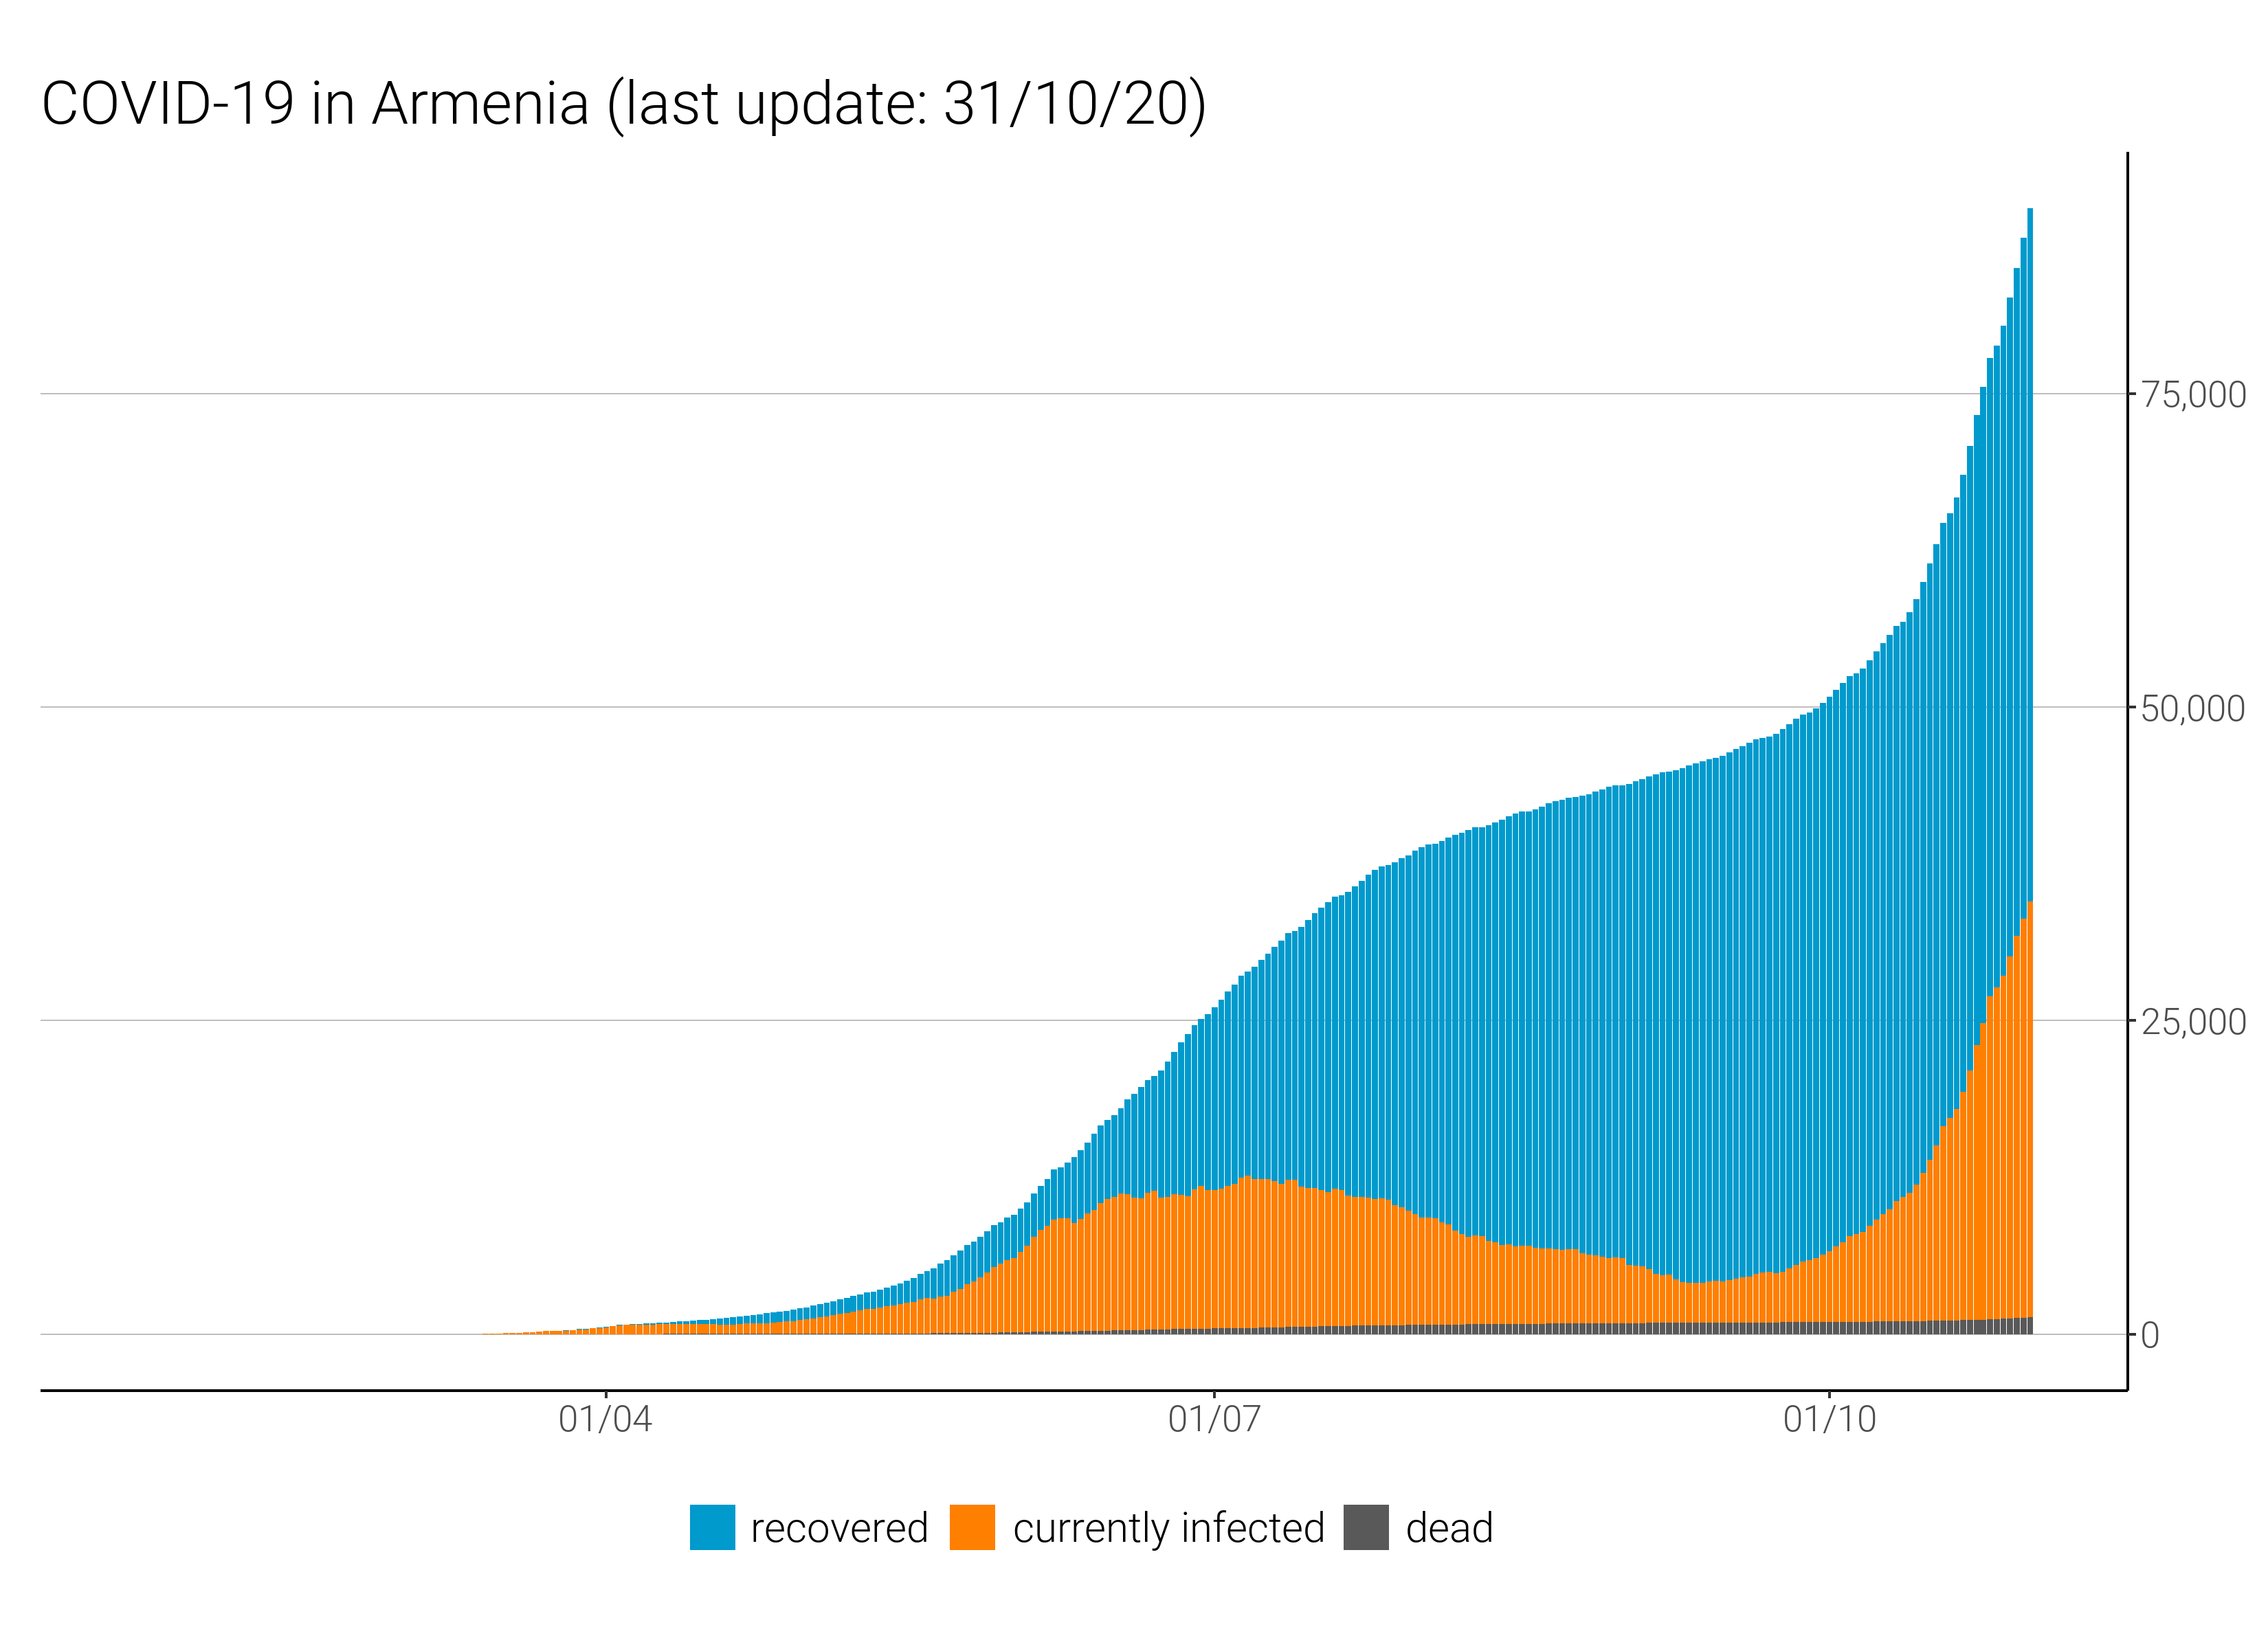 COVID-19 in Armenia (last update: 31/10/20)
75,000
50,000
25,000
0
01/04 01/07 01/10
recovered currently infected dead